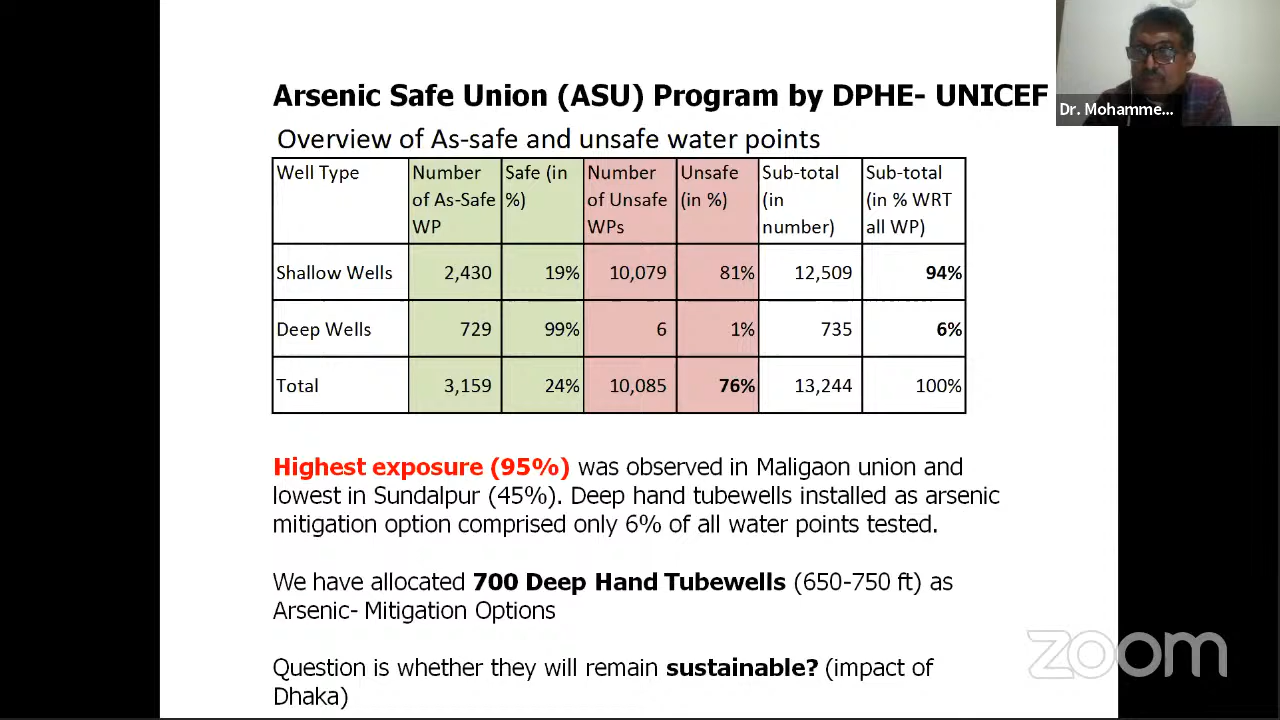 Arsenic Safe Union (ASU) Program by DPHE- UNICEF
Dr. Mohamme...
Overview of As-safe and unsafe water points
Well Type Number of As-Safe WP Safe (in %) Number of Unsafe WPs Unsafe (in %) Sub-total (in number) Sub-total (in % WRT all WP)
Shallow Wells 2,430 19% 10,079 81% 12,509 94%
Deep Wells 729 99% 6 1% 735 6%
Total 3,159 24% 10,085 76% 13,244 100%
Highest exposure (95%) was observed in Maligaon union and
lowest in Sundalpur (45%). Deep hand tubewells installed as arsenic
mitigation option comprised only 6% of all water points tested.
We have allocated 700 Deep Hand Tubewells (650-750 ft) as
Arsenic- Mitigation Options
Question is whether they will remain sustainable? (impact of
Dhaka)
zoom